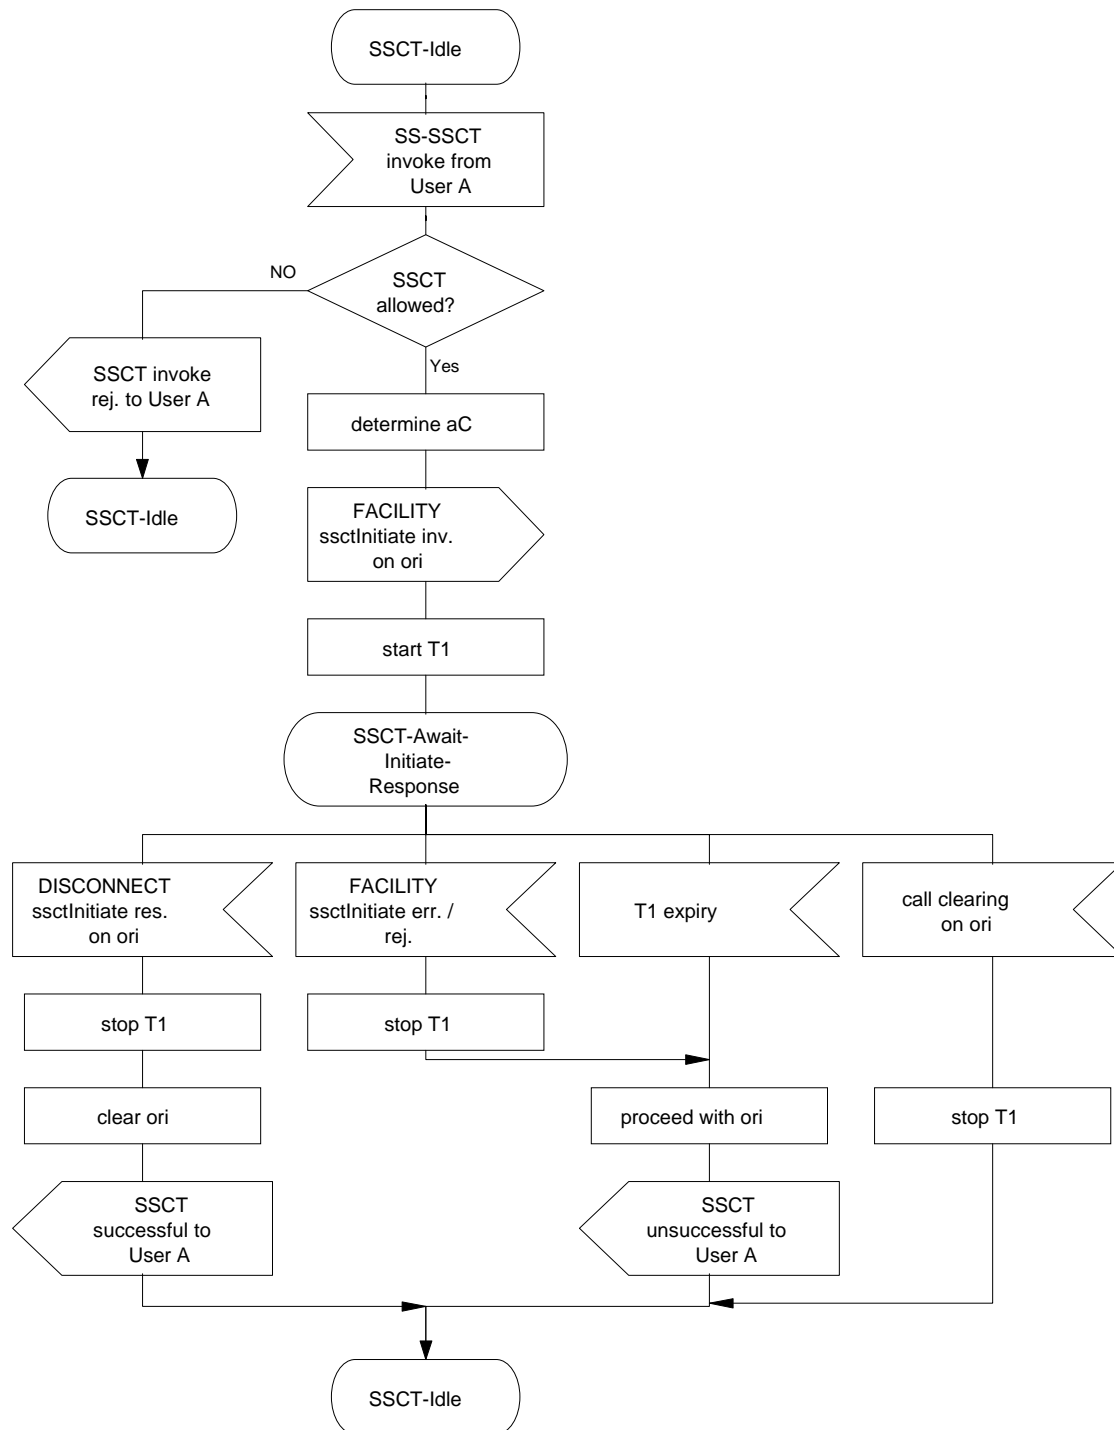 SSCT-Idle
SS-SSCT
invoke from
User A
NO
SSCT
allowed?
Yes
SSCT invoke
rej. to User A
determine aC
SSCT-Idle
FACILITY
ssctInitiate inv.
on ori
start T1
SSCT-Await-
Initiate-
Response
DISCONNECT
ssctInitiate res.
on ori
FACILITY
ssctInitiate err. /
rej.
T1 expiry
call clearing
on ori
stop T1
stop T1
clear ori
proceed with ori
stop T1
SSCT
successful to
User A
SSCT
unsuccessful to
User A
SSCT-Idle